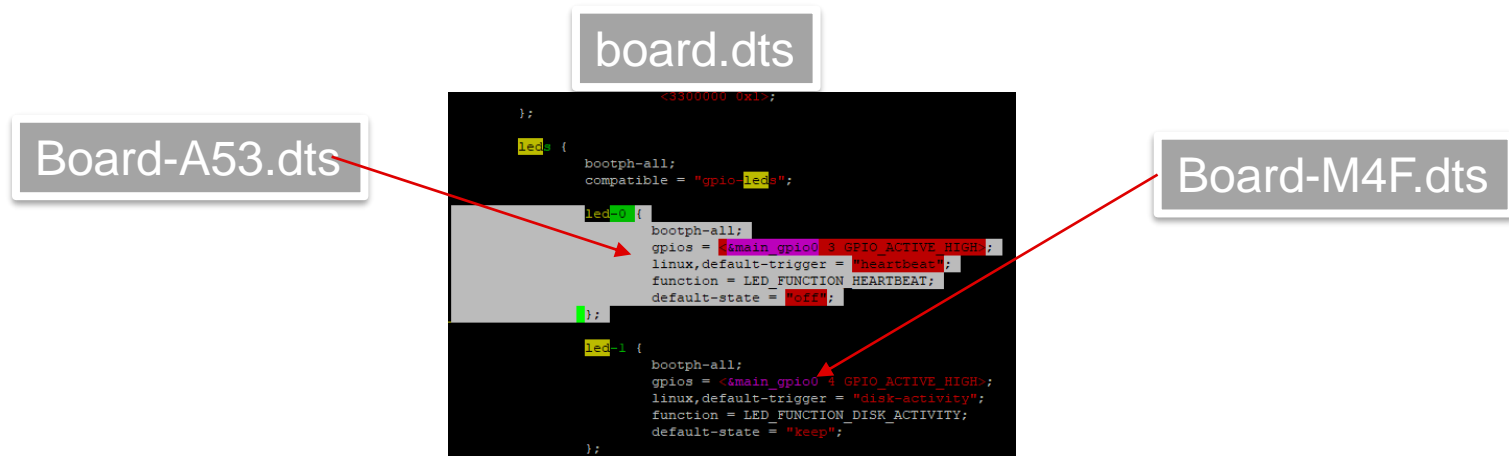 board.dts
Board-A53.dts
Board-M4F.dts
<3300000 0x1>;
};
leds {
bootph-all;
compatible = "gpio-leds";
led-0 {
bootph-all;
gpios = <&main_gpio0 3 GPIO_ACTIVE_HIGH>;
linux,default-trigger = "heartbeat";
function = LED_FUNCTION_HEARTBEAT;
default-state = "off";
};
led-1 {
bootph-all;
gpios = <&main_gpio0 4 GPIO_ACTIVE_HIGH>;
linux,default-trigger = "disk-activity";
function = LED_FUNCTION_DISK_ACTIVITY;
default-state = "keep";
};